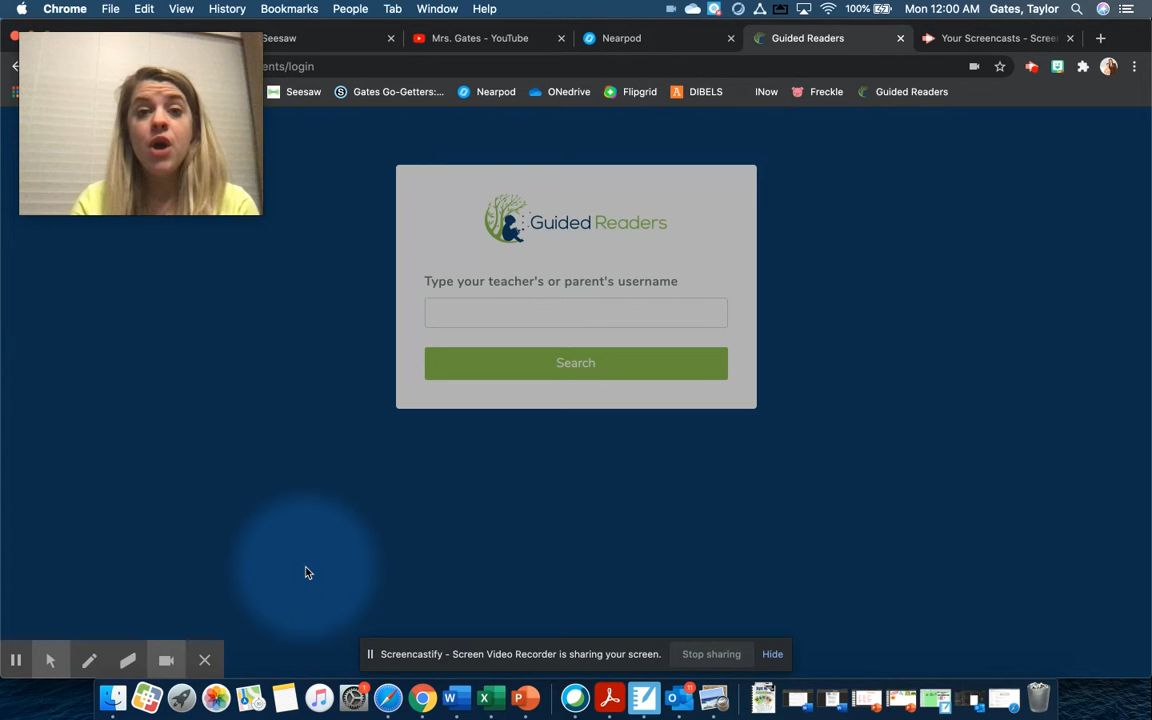 Chrome File Edit View History Bookmarks People Tab Window Help 100% Mon 12:00 AM Gates, Taylor
Seesaw Mrs. Gates - YouTube Nearpod Guided Readers Your Screencasts - Scree
ents/login
Seesaw Gates Go-Getters:... Nearpod ONedrive Flipgrid DIBELS INow Freckle Guided Readers
Guided Readers
Type your teacher's or parent's username
Search
Screencastify - Screen Video Recorder is sharing your screen. Stop sharing Hide
11